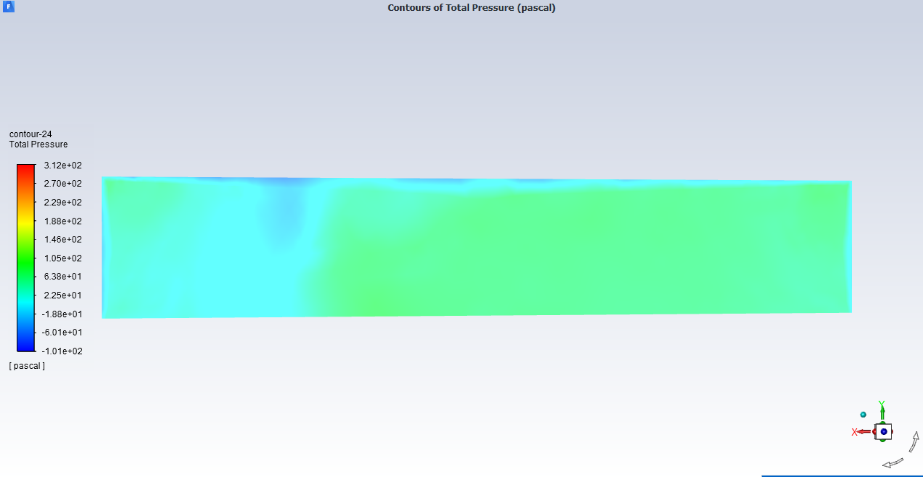 Contours of Total Pressure (pascal)
contour-24
Total Pressure
3.12e+02
2.70e+02
2.29e+02
1.88e+02
1.46e+02
1.05e+02
6.38e+01
2.25e+01
-1.88e+01
-6.01e+01
-1.01e+02
[ pascal ]
Y
X